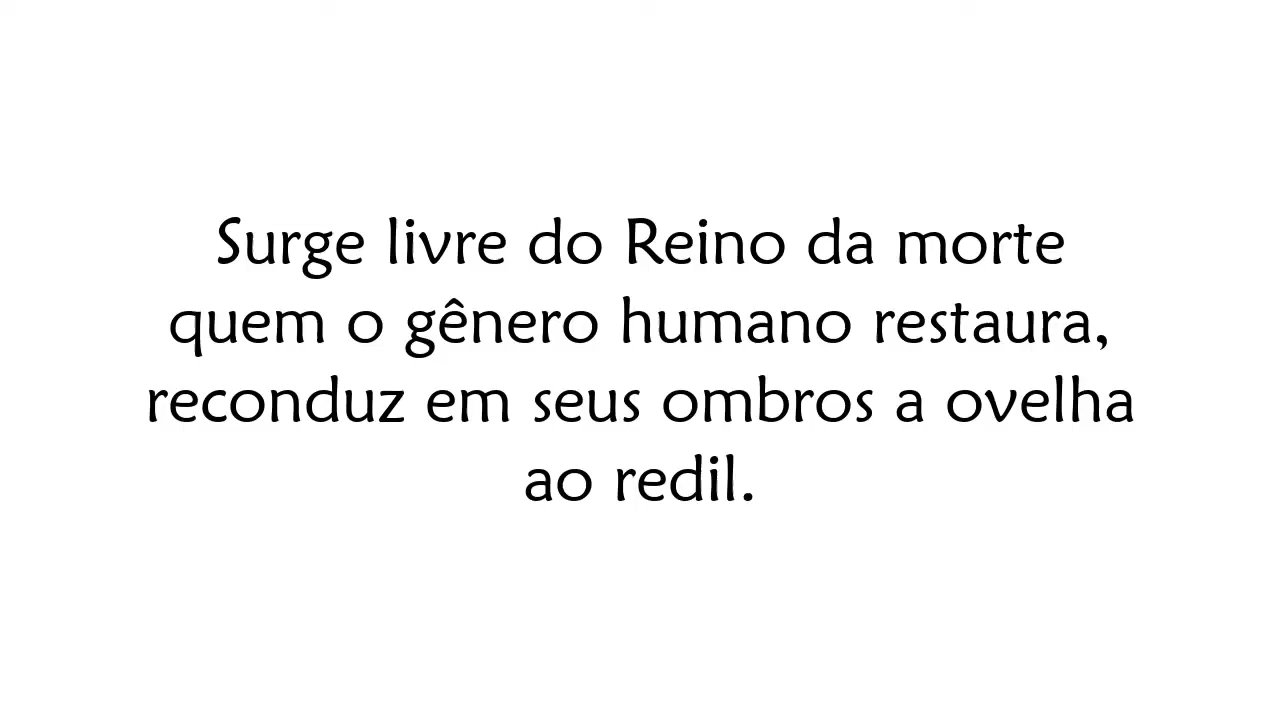 Surge livre do Reino da morte
quem o gênero humano restaura,
reconduz em seus ombros a ovelha
ao redil.